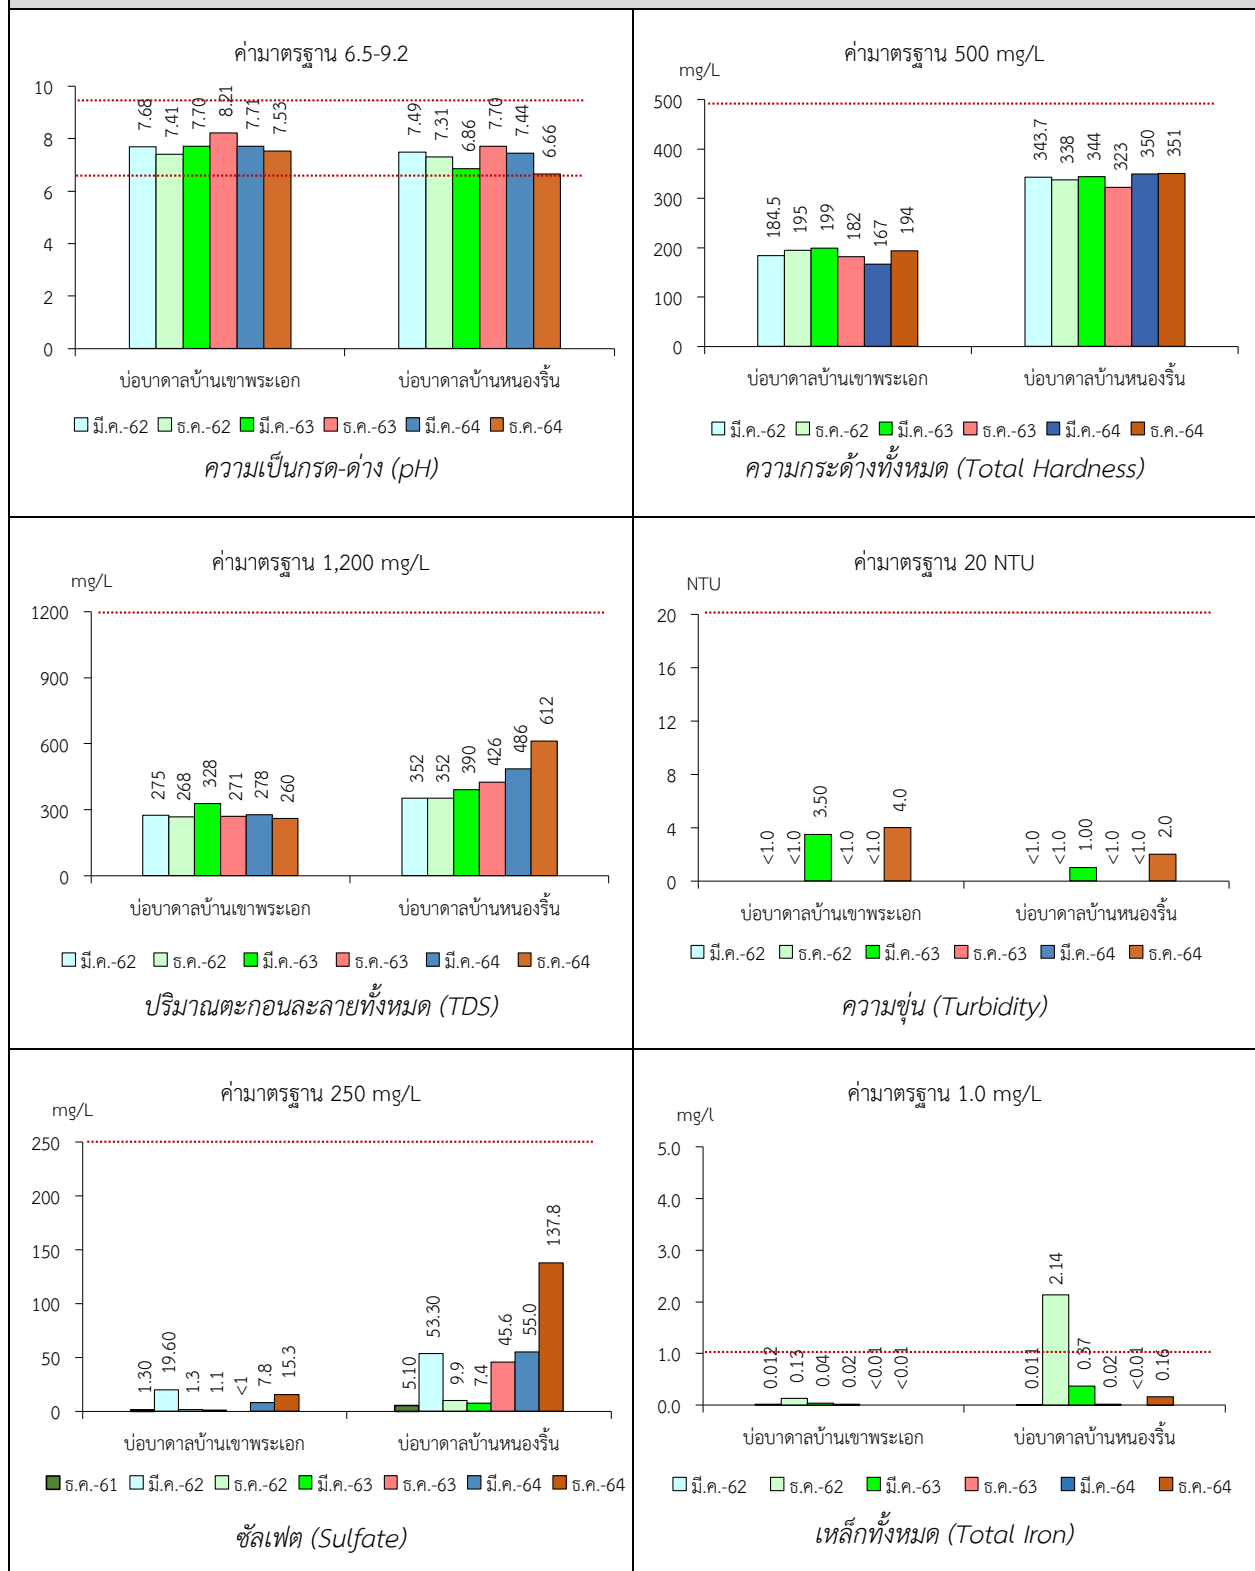 ค่ามาตรฐาน 6.5-9.2
10
8
6
4
2
0
7.68 7.41 7.70 8.21 7.71 7.53
7.49 7.31 6.86 7.70 7.44 6.66
บ่อบาดาลบ้านเขาพระเอก บ่อบาดาลบ้านหนองริ้น
มี.ค.-62 ธ.ค.-62 มี.ค.-63 ธ.ค.-63 มี.ค.-64 ธ.ค.-64
ความเป็นกรด-ด่าง (pH)
ค่ามาตรฐาน 500 mg/L
mg/L
500
400
300
200
100
0
184.5 195 199 182 167 194
343.7 338 344 323 350 351
บ่อบาดาลบ้านเขาพระเอก บ่อบาดาลบ้านหนองริ้น
มี.ค.-62 ธ.ค.-62 มี.ค.-63 ธ.ค.-63 มี.ค.-64 ธ.ค.-64
ความกระด้างทั้งหมด (Total Hardness)
ค่ามาตรฐาน 1,200 mg/L
mg/L
1200
900
600
300
0
275 268 328 271 278 260
352 352 390 426 486 612
บ่อบาดาลบ้านเขาพระเอก บ่อบาดาลบ้านหนองริ้น
มี.ค.-62 ธ.ค.-62 มี.ค.-63 ธ.ค.-63 มี.ค.-64 ธ.ค.-64
ปริมาณตะกอนละลายทั้งหมด (TDS)
ค่ามาตรฐาน 20 NTU
NTU
20
16
12
8
4
0
<1.0 <1.0 3.50 <1.0 <1.0 4.0
<1.0 <1.0 1.00 <1.0 <1.0 2.0
บ่อบาดาลบ้านเขาพระเอก บ่อบาดาลบ้านหนองริ้น
มี.ค.-62 ธ.ค.-62 มี.ค.-63 ธ.ค.-63 มี.ค.-64 ธ.ค.-64
ความขุ่น (Turbidity)
ค่ามาตรฐาน 250 mg/L
mg/L
250
200
150
100
50
0
1.30 19.60 1.3 1.1 <1 7.8 15.3
5.10 53.30 9.9 7.4 45.6 55.0 137.8
บ่อบาดาลบ้านเขาพระเอก บ่อบาดาลบ้านหนองริ้น
ธ.ค.-61 มี.ค.-62 ธ.ค.-62 มี.ค.-63 ธ.ค.-63 มี.ค.-64 ธ.ค.-64
ซัลเฟต (Sulfate)
ค่ามาตรฐาน 1.0 mg/L
mg/l
5.0
4.0
3.0
2.0
1.0
0.0
0.012 0.13 0.04 0.02 <0.01 <0.01
0.011 2.14 0.37 0.02 <0.01 0.16
บ่อบาดาลบ้านเขาพระเอก บ่อบาดาลบ้านหนองริ้น
มี.ค.-62 ธ.ค.-62 มี.ค.-63 ธ.ค.-63 มี.ค.-64 ธ.ค.-64
เหล็กทั้งหมด (Total Iron)